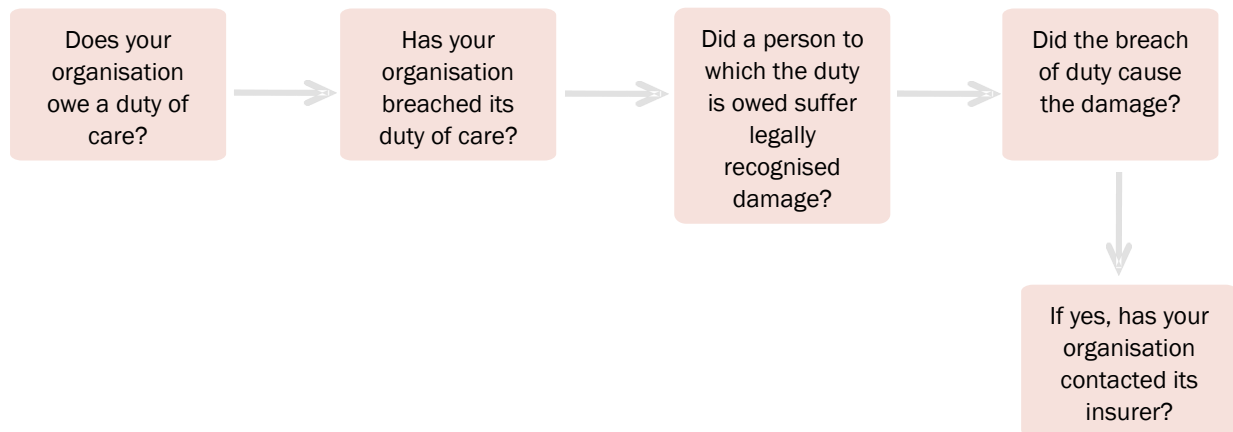 Does your
organisation
owe a duty of
care?
Has your
organisation
breached its
duty of care?
Did a person to
which the duty
is owed suffer
legally
recognised
damage?
Did the breach
of duty cause
the damage?
If yes, has your
organisation
contacted its
insurer?